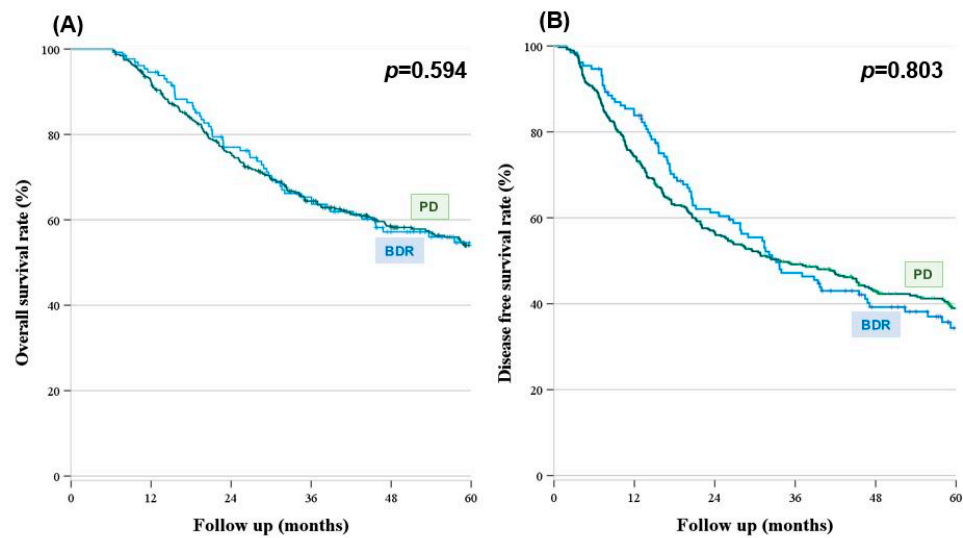 (A)
p=0.594
Overall survival rate (%)
100
80
60
40
20
0
PD
BDR
0 12 24 36 48 60
Follow up (months)
(B)
p=0.803
Disease free survival rate (%)
100
80
60
40
20
0
PD
BDR
0 12 24 36 48 60
Follow up (months)